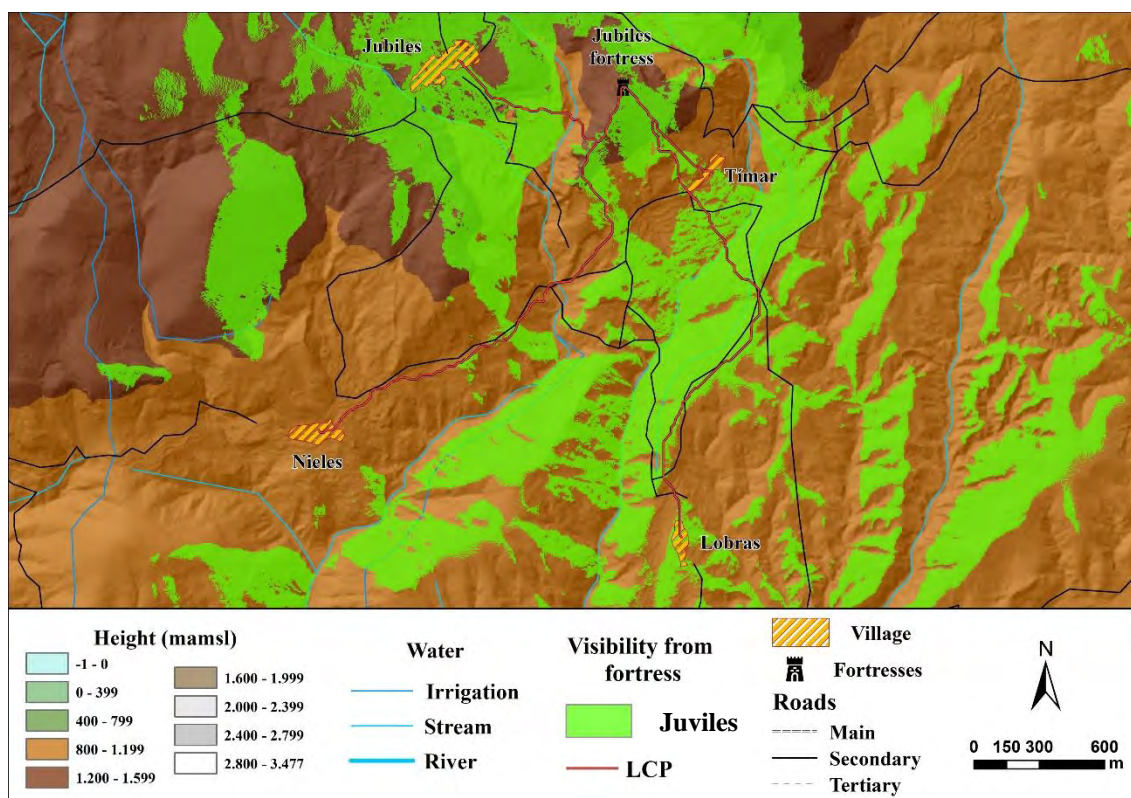 Jubiles
Jubiles
fortress
Tímar
Nieles
Lobras
Height (mamsl)
-1 - 0
0 - 399
400 - 799
800 - 1.199
1.200 - 1.599
1.600 - 1.999
2.000 - 2.399
2.400 - 2.799
2.800 - 3.477
Water
Irrigation
Stream
River
Visibility from
fortress
Juviles
LCP
Village
Fortresses
Roads
Main
Secondary
Tertiary
N
0 150 300 600
m